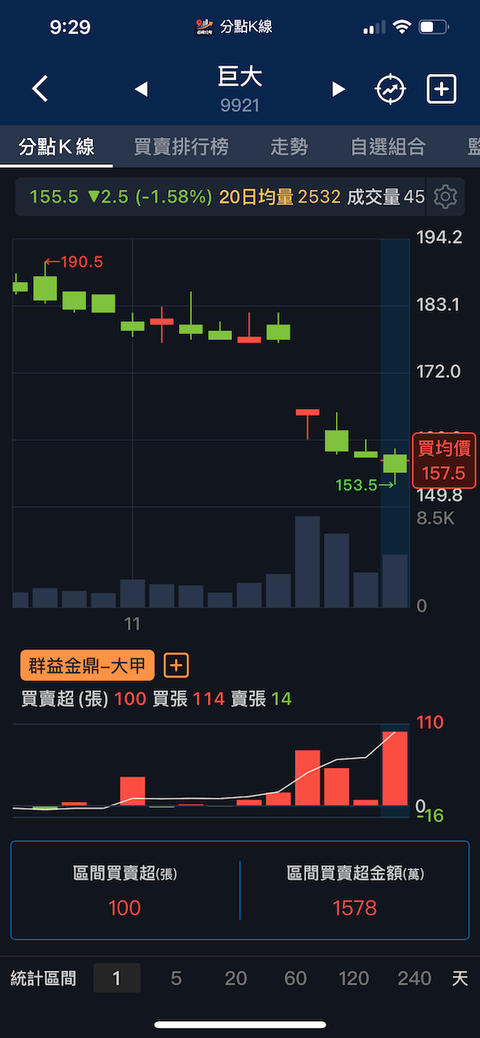 9:29
分點K線
巨大
9921
分點K線 買賣排行榜 走勢 自選組合 監
155.5 ▼2.5 (-1.58%) 20日均量 2532 成交量 45
194.2
←190.5
183.1
172.0
買均價
157.5
153.5→
149.8
8.5K
0
11
群益金鼎–大甲
買賣超(張) 100 買張 114 賣張 14
110
0
-16
區間買賣超(張) 區間買賣超金額(萬)
100 1578
統計區間 1 5 20 60 120 240 天